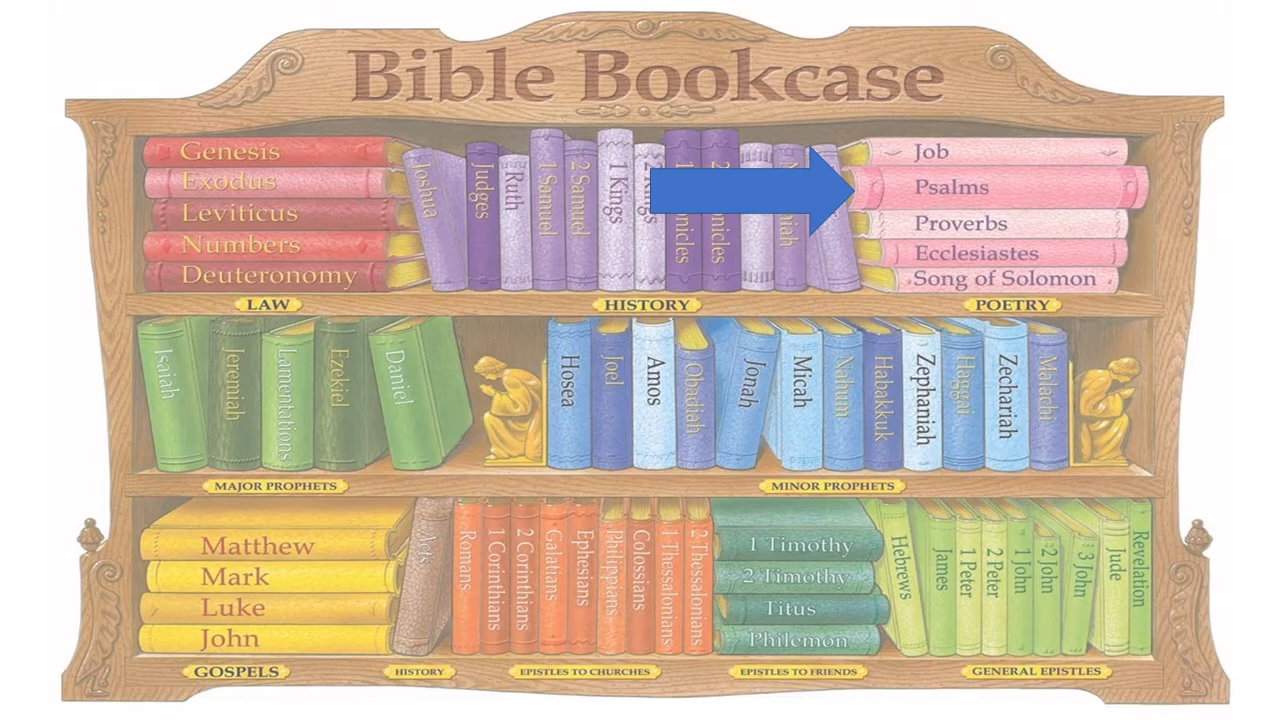 Bible Bookcase
Genesis
Exodus
Leviticus
Numbers
Deuteronomy
Joshua
Judges
Ruth
1 Samuel
2 Samuel
1 Kings
Job
Psalms
Proverbs
Ecclesiastes
Song of Solomon
LAW
HISTORY
POETRY
Isaiah
Jeremiah
Lamentations
Ezekiel
Daniel
Hosea
Joel
Amos
Obadiah
Jonah
Micah
Nahum
Habakkuk
Zephaniah
Haggai
Zechariah
Malachi
MAJOR PROPHETS
MINOR PROPHETS
Matthew
Mark
Luke
John
Acts
Romans
1 Corinthians
2 Corinthians
Galatians
Ephesians
Philippians
Colossians
1 Thessalonians
2 Thessalonians
1 Timothy
2 Timothy
Titus
Philemon
Hebrews
James
1 Peter
2 Peter
1 John
2 John
3 John
Jude
Revelation
GOSPELS
HISTORY
EPISTLES TO CHURCHES
EPISTLES TO FRIENDS
GENERAL EPISTLES